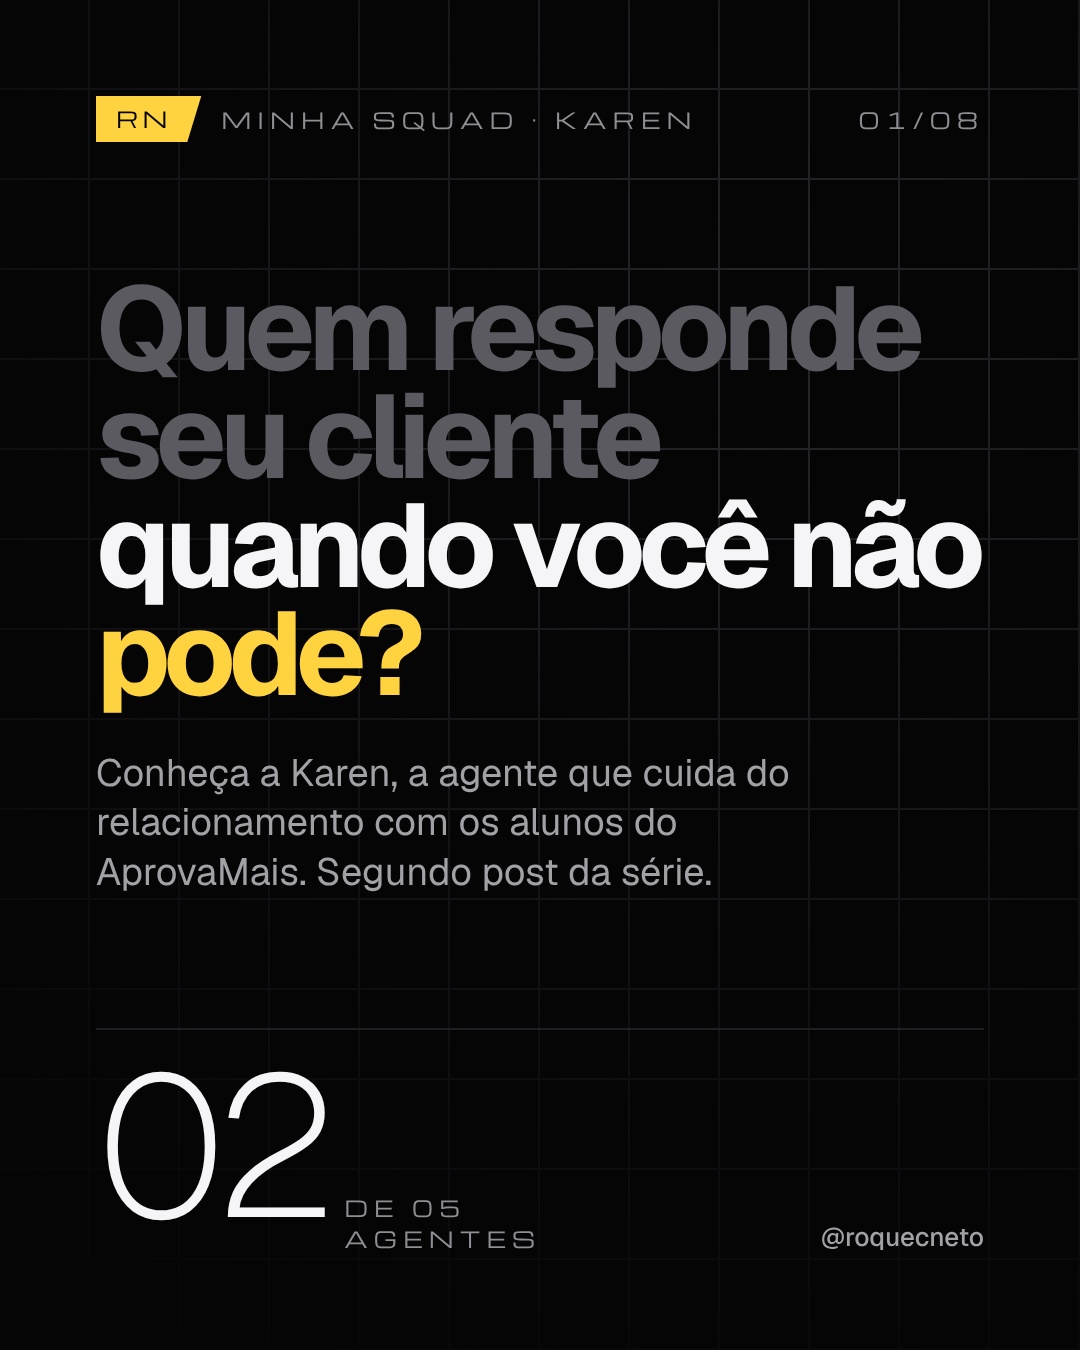 RN MINHA SQUAD · KAREN 01/08
Quem responde
seu cliente
quando você não
pode?
Conheça a Karen, a agente que cuida do
relacionamento com os alunos do
AprovaMais. Segundo post da série.
02
DE 05
AGENTES
@roquecneto